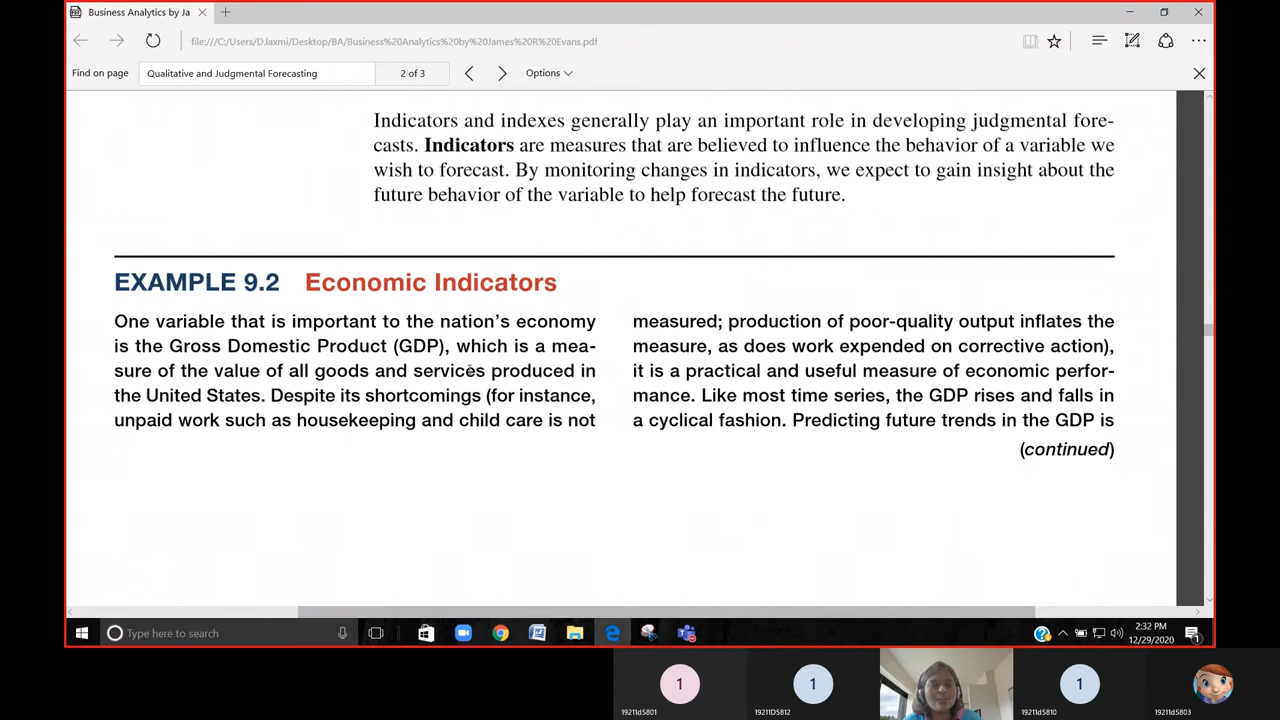 Business Analytics by Ja
file:///C:/Users/D.laxmi/Desktop/BA/Business%20Analytics%20by%20James%20R%20Evans.pdf
Find on page
Qualitative and Judgmental Forecasting
2 of 3
Options
Indicators and indexes generally play an important role in developing judgmental fore-
casts. Indicators are measures that are believed to influence the behavior of a variable we
wish to forecast. By monitoring changes in indicators, we expect to gain insight about the
future behavior of the variable to help forecast the future.
EXAMPLE 9.2 Economic Indicators
One variable that is important to the nation's economy
is the Gross Domestic Product (GDP), which is a mea-
sure of the value of all goods and services produced in
the United States. Despite its shortcomings (for instance,
unpaid work such as housekeeping and child care is not
measured; production of poor-quality output inflates the
measure, as does work expended on corrective action),
it is a practical and useful measure of economic perfor-
mance. Like most time series, the GDP rises and falls in
a cyclical fashion. Predicting future trends in the GDP is
(continued)
Type here to search
2:32 PM
12/29/2020
1
1
1
1
19211d5801
19211D5812
19211d5810
19211d5803